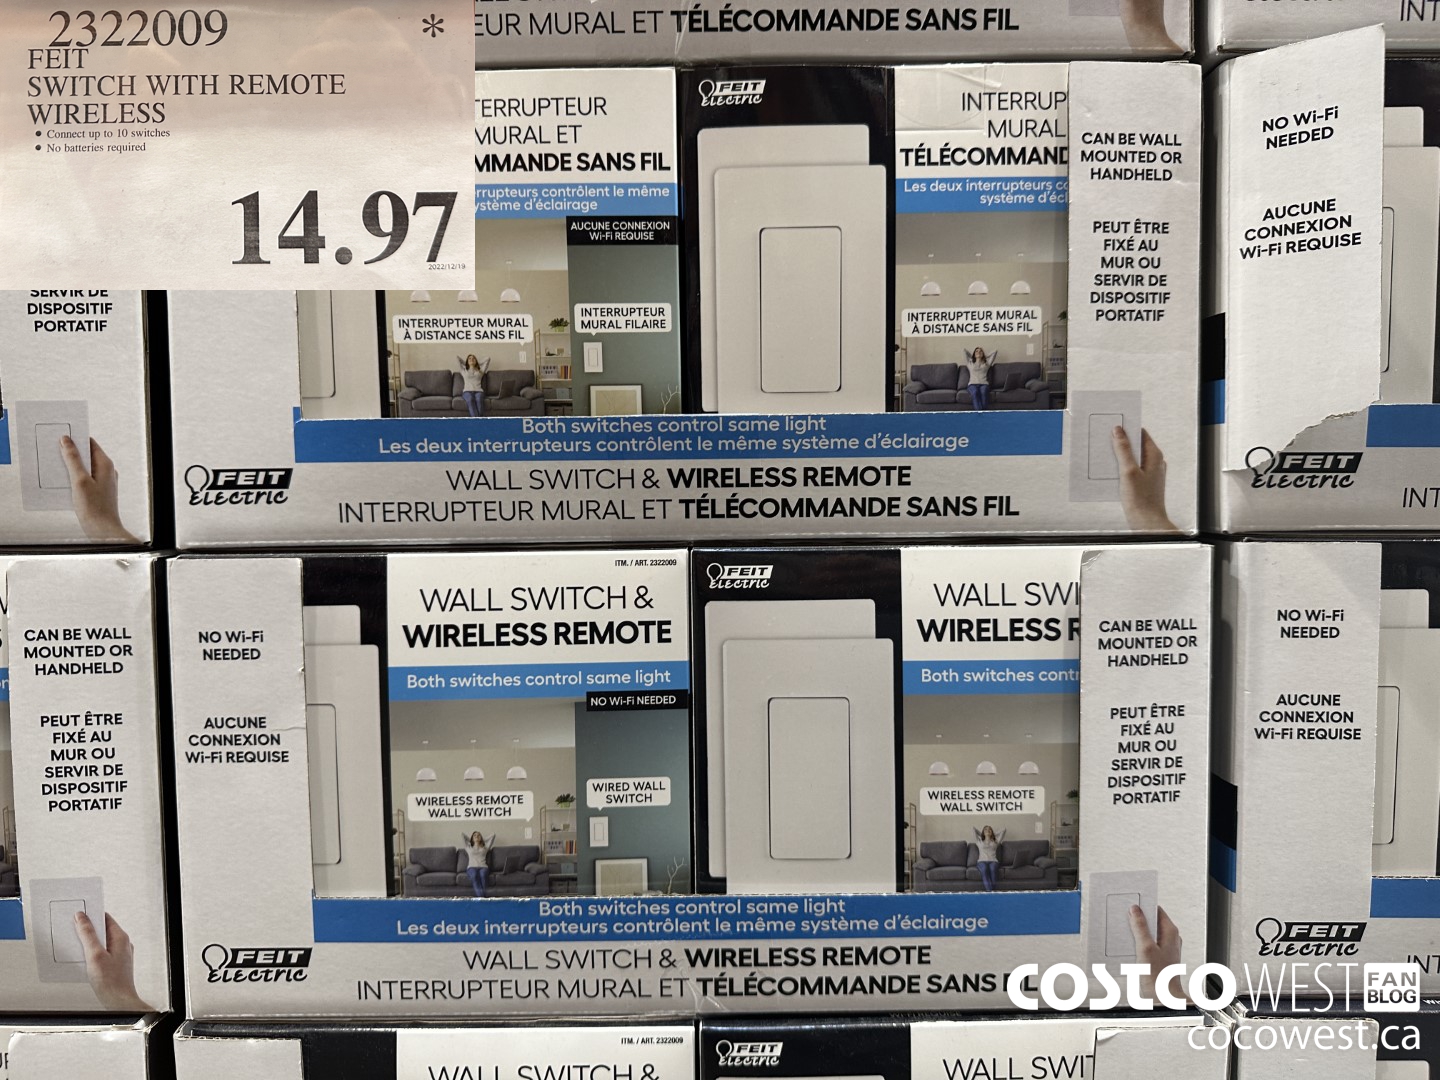 2322009 *
FEIT
SWITCH WITH REMOTE
WIRELESS
● Connect up to 10 switches
● No batteries required
14.97
2022/12/19
EUR MURAL ET TÉLÉCOMMANDE SANS FIL
INT
TERRUPTEUR
MURAL ET
MMANDE SANS FIL
rrupteurs contrôlent le même
ystème d'éclairage
AUCUNE CONNEXION
Wi-Fi REQUISE
INTERRUPTEUR MURAL
À DISTANCE SANS FIL
INTERRUPTEUR
MURAL FILAIRE
FEIT
Electric
INTERRUP
MURAL
TÉLÉCOMMAND
Les deux interrupteurs co
système d'écl
INTERRUPTEUR MURAL
À DISTANCE SANS FIL
CAN BE WALL
MOUNTED OR
HANDHELD
PEUT ÊTRE
FIXÉ AU
MUR OU
SERVIR DE
DISPOSITIF
PORTATIF
NO Wi-Fi
NEEDED
AUCUNE
CONNEXION
Wi-Fi REQUISE
SERVIR DE
DISPOSITIF
PORTATIF
Both switches control same light
Les deux interrupteurs contrôlent le même système d'éclairage
FEIT
Electric
WALL SWITCH & WIRELESS REMOTE
INTERRUPTEUR MURAL ET TÉLÉCOMMANDE SANS FIL
FEIT
Electric
INT
CAN BE WALL
MOUNTED OR
HANDHELD
PEUT ÊTRE
FIXÉ AU
MUR OU
SERVIR DE
DISPOSITIF
PORTATIF
NO Wi-Fi
NEEDED
AUCUNE
CONNEXION
Wi-Fi REQUISE
ITM. / ART. 2322009
WALL SWITCH &
WIRELESS REMOTE
Both switches control same light
NO Wi-Fi NEEDED
WIRELESS REMOTE
WALL SWITCH
WIRED WALL
SWITCH
FEIT
Electric
WALL SWI
WIRELESS R
Both switches contr
WIRELESS REMOTE
WALL SWITCH
CAN BE WALL
MOUNTED OR
HANDHELD
PEUT ÊTRE
FIXÉ AU
MUR OU
SERVIR DE
DISPOSITIF
PORTATIF
NO Wi-Fi
NEEDED
AUCUNE
CONNEXION
Wi-Fi REQUISE
Both switches control same light
Les deux interrupteurs contrôlent le même système d'éclairage
FEIT
Electric
WALL SWITCH & WIRELESS REMOTE
INTERRUPTEUR MURAL ET TÉLÉCOMMANDE SANS FIL
FEIT
Electric
INT
COSTCO WEST FAN BLOG
cocowest.ca
ITM. / ART. 2322009
WALL SWITCH &
FEIT
Electric
WALL SWIT